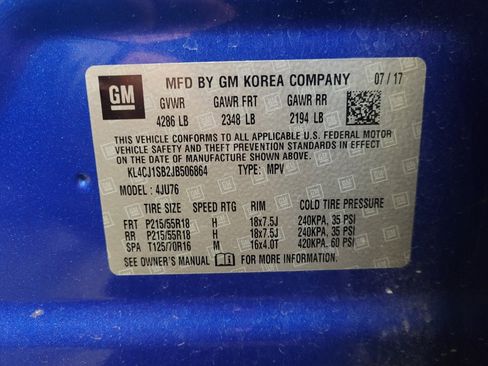 GM MFD BY GM KOREA COMPANY 07/17
GVWR GAWR FRT GAWR RR
4286 LB 2348 LB 2194 LB
THIS VEHICLE CONFORMS TO ALL APPLICABLE U.S. FEDERAL MOTOR
VEHICLE SAFETY AND THEFT PREVENTION STANDARDS IN EFFECT ON
THE DATE OF MANUFACTURE SHOWN ABOVE.
KL4CJ1SB2JB506864 TYPE: MPV
MODEL: 4JU76
TIRE SIZE SPEED RTG RIM COLD TIRE PRESSURE
FRT P215/55R18 H 18x7.5J 240KPA, 35 PSI
RR P215/55R18 H 18x7.5J 240KPA, 35 PSI
SPA T125/70R16 M 16x4.0T 420KPA, 60 PSI
SEE OWNER'S MANUAL FOR MORE INFORMATION.